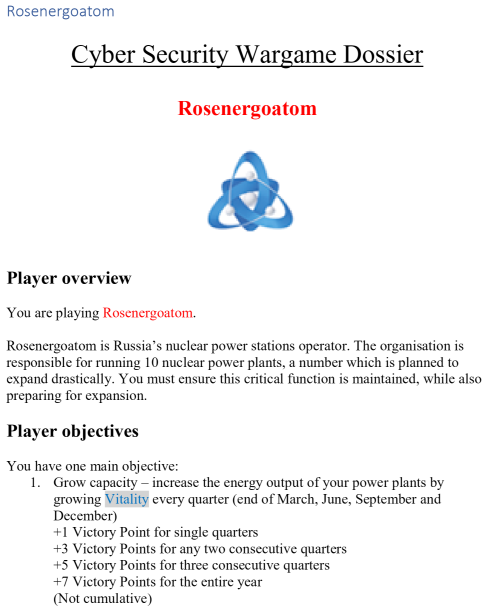 Rosenergoatom
Cyber Security Wargame Dossier
Rosenergoatom
Player overview
You are playing Rosenergoatom.
Rosenergoatom is Russia’s nuclear power stations operator. The organisation is
responsible for running 10 nuclear power plants, a number which is planned to
expand drastically. You must ensure this critical function is maintained, while also
preparing for expansion.
Player objectives
You have one main objective:
1. Grow capacity – increase the energy output of your power plants by
growing Vitality every quarter (end of March, June, September and
December)
+1 Victory Point for single quarters
+3 Victory Points for any two consecutive quarters
+5 Victory Points for three consecutive quarters
+7 Victory Points for the entire year
(Not cumulative)